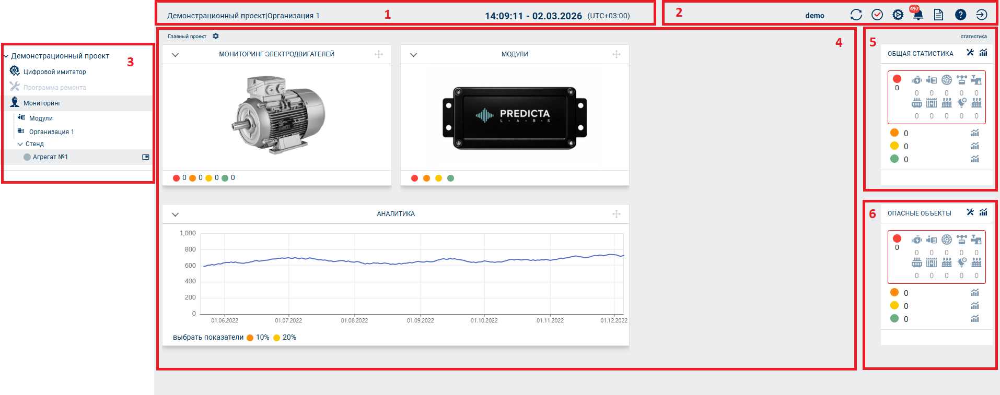 Демонстрационный проект|Организация 1
1
14:09:11 - 02.03.2026 (UTC+03:00)
2
demo
497
?
3
Демонстрационный проект
Цифровой имитатор
Программа ремонта
Мониторинг
Модули
Организация 1
Стенд
Агрегат №1
4
Главный проект
МОНИТОРИНГ ЭЛЕКТРОДВИГАТЕЛЕЙ
0 0 0 0
МОДУЛИ
PREDICTA
L·A·B·S
АНАЛИТИКА
1,000
800
600
400
200
0
01.06.2022 01.07.2022 01.08.2022 01.09.2022 01.10.2022 01.11.2022 01.12.2022
выбрать показатели 10% 20%
5
статистика
ОБЩАЯ СТАТИСТИКА
0
0 0 0 0 0
0 0 0 0 0
0
0
0
6
ОПАСНЫЕ ОБЪЕКТЫ
0
0 0 0 0 0
0 0 0 0 0
0
0
0